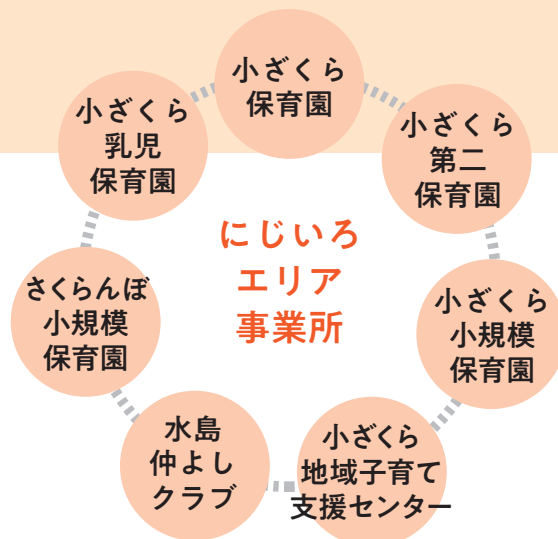 小ざくら
保育園
小ざくら
第二
保育園
小ざくら
小規模
保育園
小ざくら
地域子育て
支援センター
水島
仲よし
クラブ
さくらんぼ
小規模
保育園
小ざくら
乳児
保育園
にじいろ
エリア
事業所